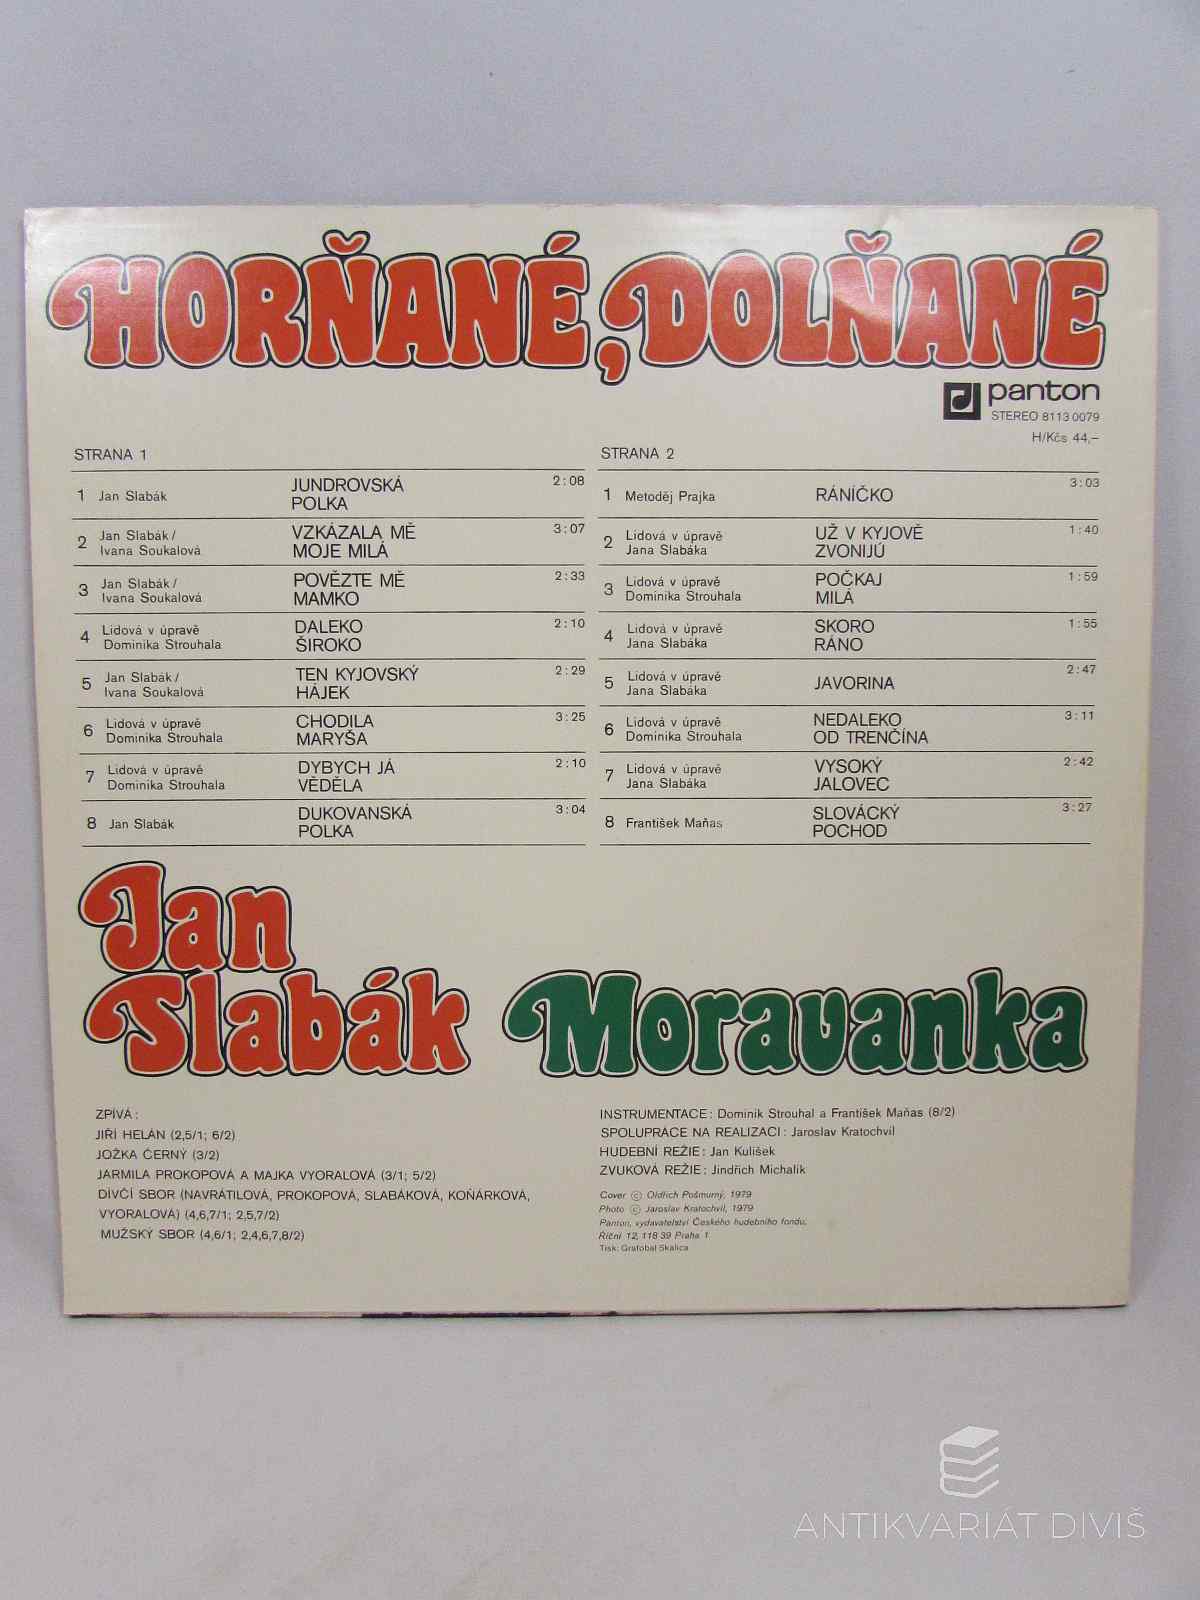 HORŇANÉ, DOLŇANÉ
panton
STEREO 8113 0079
H/Kčs 44,–
STRANA 1
1 Jan Slabák JUNDROVSKÁ POLKA 2:08
2 Jan Slabák / Ivana Soukalová VZKÁZALA MĚ MOJE MILÁ 3:07
3 Jan Slabák / Ivana Soukalová POVĚZTE MĚ MAMKO 2:33
4 Lidová v úpravě Dominika Strouhala DALEKO ŠIROKO 2:10
5 Jan Slabák / Ivana Soukalová TEN KYJOVSKÝ HÁJEK 2:29
6 Lidová v úpravě Dominika Strouhala CHODILA MARYŠA 3:25
7 Lidová v úpravě Dominika Strouhala DYBYCH JÁ VĚDĚLA 2:10
8 Jan Slabák DUKOVANSKÁ POLKA 3:04
STRANA 2
1 Metoděj Prajka RÁNÍČKO 3:03
2 Lidová v úpravě Jana Slabáka UŽ V KYJOVĚ ZVONIJÚ 1:40
3 Lidová v úpravě Dominika Strouhala POČKAJ MILÁ 1:59
4 Lidová v úpravě Jana Slabáka SKORO RÁNO 1:55
5 Lidová v úpravě Jana Slabáka JAVORINA 2:47
6 Lidová v úpravě Dominika Strouhala NEDALEKO OD TRENČÍNA 3:11
7 Lidová v úpravě Jana Slabáka VYSOKÝ JALOVEC 2:42
8 František Maňas SLOVÁCKÝ POCHOD 3:27
Jan
Slabák
Moravanka
ZPÍVÁ:
JIŘÍ HELÁN (2,5/1; 6/2)
JOŽKA ČERNÝ (3/2)
JARMILA PROKOPOVÁ A MAJKA VYORALOVÁ (3/1; 5/2)
DÍVČÍ SBOR (NAVRÁTILOVÁ, PROKOPOVÁ, SLABÁKOVÁ, KOŇÁRKOVÁ,
VYORALOVÁ) (4,6,7/1; 2,5,7/2)
MUŽSKÝ SBOR (4,6/1; 2,4,6,7,8/2)
INSTRUMENTACE: Dominik Strouhal a František Maňas (8/2)
SPOLUPRÁCE NA REALIZACI: Jaroslav Kratochvíl
HUDEBNÍ REŽIE: Jan Kulíšek
ZVUKOVÁ REŽIE: Jindřich Michalík
Cover © Oldřich Pošmurný, 1979
Photo © Jaroslav Kratochvíl, 1979
Panton, vydavatelství Českého hudebního fondu,
Říční 12, 118 39 Praha 1
Tisk: Grafobal Skalica
ANTIKVARIÁT DIVIŠ